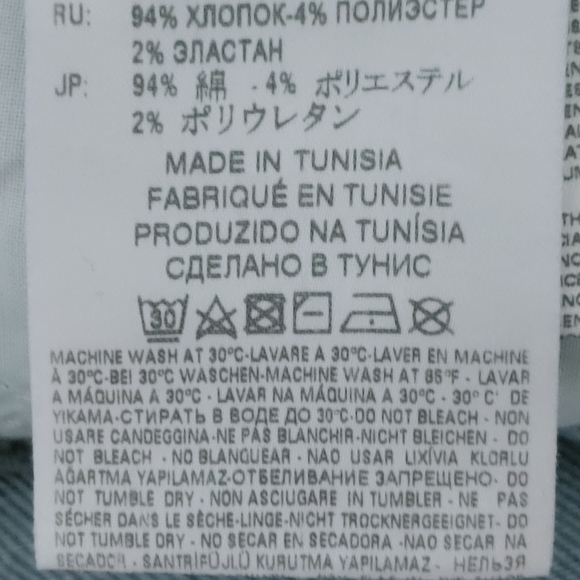 RU: 94% ХЛОПОК-4% ПОЛИЭСТЕР
2% ЭЛАСТАН
JP: 94% 綿 - 4% ポリエステル
2% ポリウレタン
MADE IN TUNISIA
FABRIQUÉ EN TUNISIE
PRODUZIDO NA TUNÍSIA
СДЕЛАНО В ТУНИС
30
MACHINE WASH AT 30°C-LAVARE A 30°C-LAVER EN MACHINE
À 30°C-BEI 30°C WASCHEN-MACHINE WASH AT 85°F - LAVAR
A MÁQUINA A 30°C - LAVAR NA MÁQUINA A 30°C - 30° C' DE
YIKAMA-СТИРАТЬ В ВОДЕ ДО 30°C-DO NOT BLEACH - NON
USARE CANDEGGINA-NE PAS BLANCHIR-NICHT BLEICHEN - DO
NOT BLEACH - NO BLANQUEAR - NAO USAR LIXÍVIA KLORLU
AĞARTMA YAPILAMAZ-ОТБЕЛИВАНИЕ ЗАПРЕЩЕНО- DO
NOT TUMBLE DRY - NON ASCIUGARE IN TUMBLER - NE PAS
SÉCHER DANS LE SÈCHE-LINGE-NICHT TROCKNERGEEIGNET- DO
NOT TUMBLE DRY - NO SECAR EN SECADORA -NAO SECAR NA
SECADOR - SANTRİFÜJLÜ KURUTMA YAPILAMAZ- НЕЛЬЗЯ